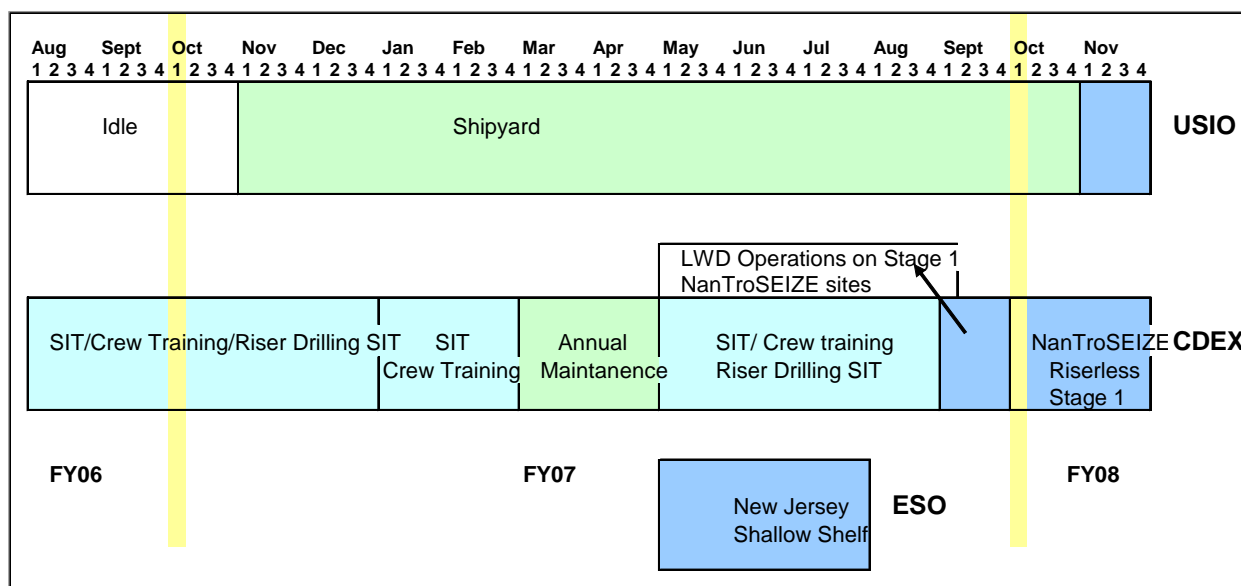 Aug Sept Oct Nov Dec Jan Feb Mar Apr May Jun Jul Aug Sept Oct Nov
1 2 3 4 1 2 3 4 1 2 3 4 1 2 3 4 1 2 3 4 1 2 3 4 1 2 3 4 1 2 3 4 1 2 3 4 1 2 3 4 1 2 3 4 1 2 3 4 1 2 3 4 1 2 3 4 1 2 3 4 1 2 3 4
Idle
Shipyard
USIO
LWD Operations on Stage 1
NanTroSEIZE sites
SIT/Crew Training/Riser Drilling SIT
SIT
Crew Training
Annual
Maintanence
SIT/ Crew training
Riser Drilling SIT
NanTroSEIZE
Riserless
Stage 1
CDEX
FY06
FY07
FY08
New Jersey
Shallow Shelf
ESO